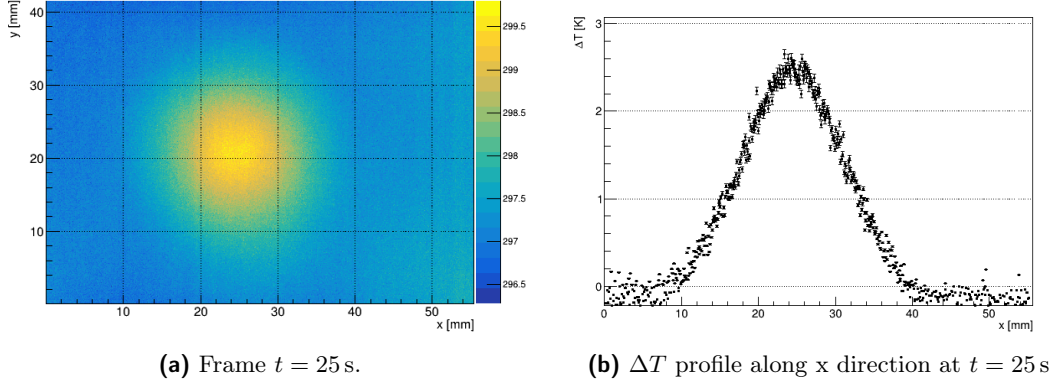 y [mm]
40
30
20
10
10 20 30 40 50
x [mm]
299.5
299
298.5
298
297.5
297
296.5
(a) Frame t = 25 s.
ΔT [K]
3
2
1
0
0 10 20 30 40 50
x [mm]
(b) ΔT profile along x direction at t = 25 s